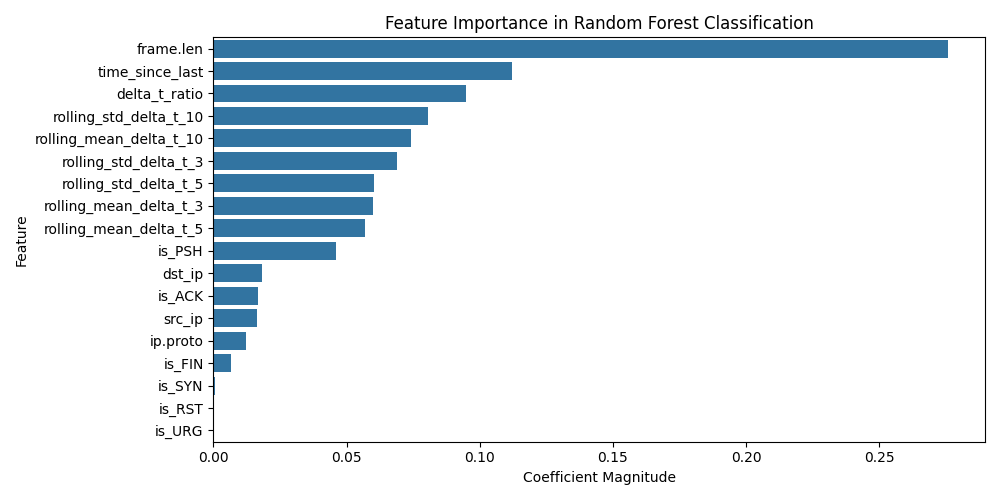 Feature Importance in Random Forest Classification
Feature
frame.len
time_since_last
delta_t_ratio
rolling_std_delta_t_10
rolling_mean_delta_t_10
rolling_std_delta_t_3
rolling_std_delta_t_5
rolling_mean_delta_t_3
rolling_mean_delta_t_5
is_PSH
dst_ip
is_ACK
src_ip
ip.proto
is_FIN
is_SYN
is_RST
is_URG
0.00 0.05 0.10 0.15 0.20 0.25
Coefficient Magnitude